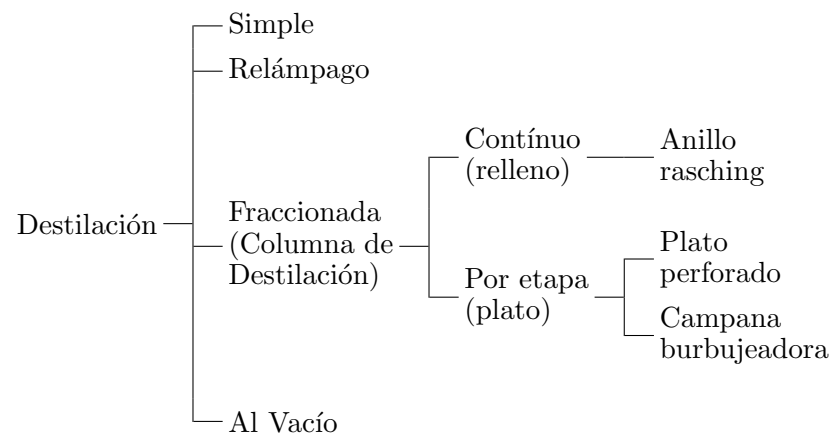 Simple
Relámpago
Contínuo
(relleno)
Anillo
rasching
Destilación
Fraccionada
(Columna de
Destilación)
Por etapa
(plato)
Plato
perforado
Campana
burbujeadora
Al Vacío